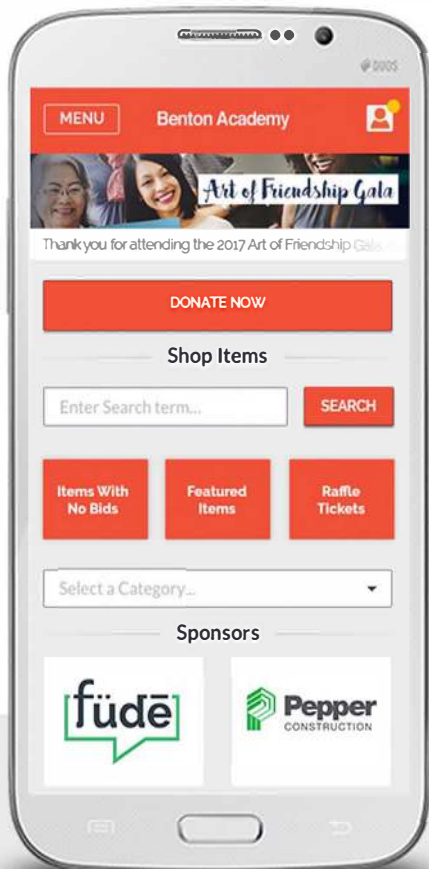 DUOS
MENU
Benton Academy
Art of Friendship Gala
Thank you for attending the 2017 Art of Friendship Gala
DONATE NOW
Shop Items
Enter Search term...
SEARCH
Items With
No Bids
Featured
Items
Raffle
Tickets
Select a Category...
Sponsors
füdē
Pepper
CONSTRUCTION